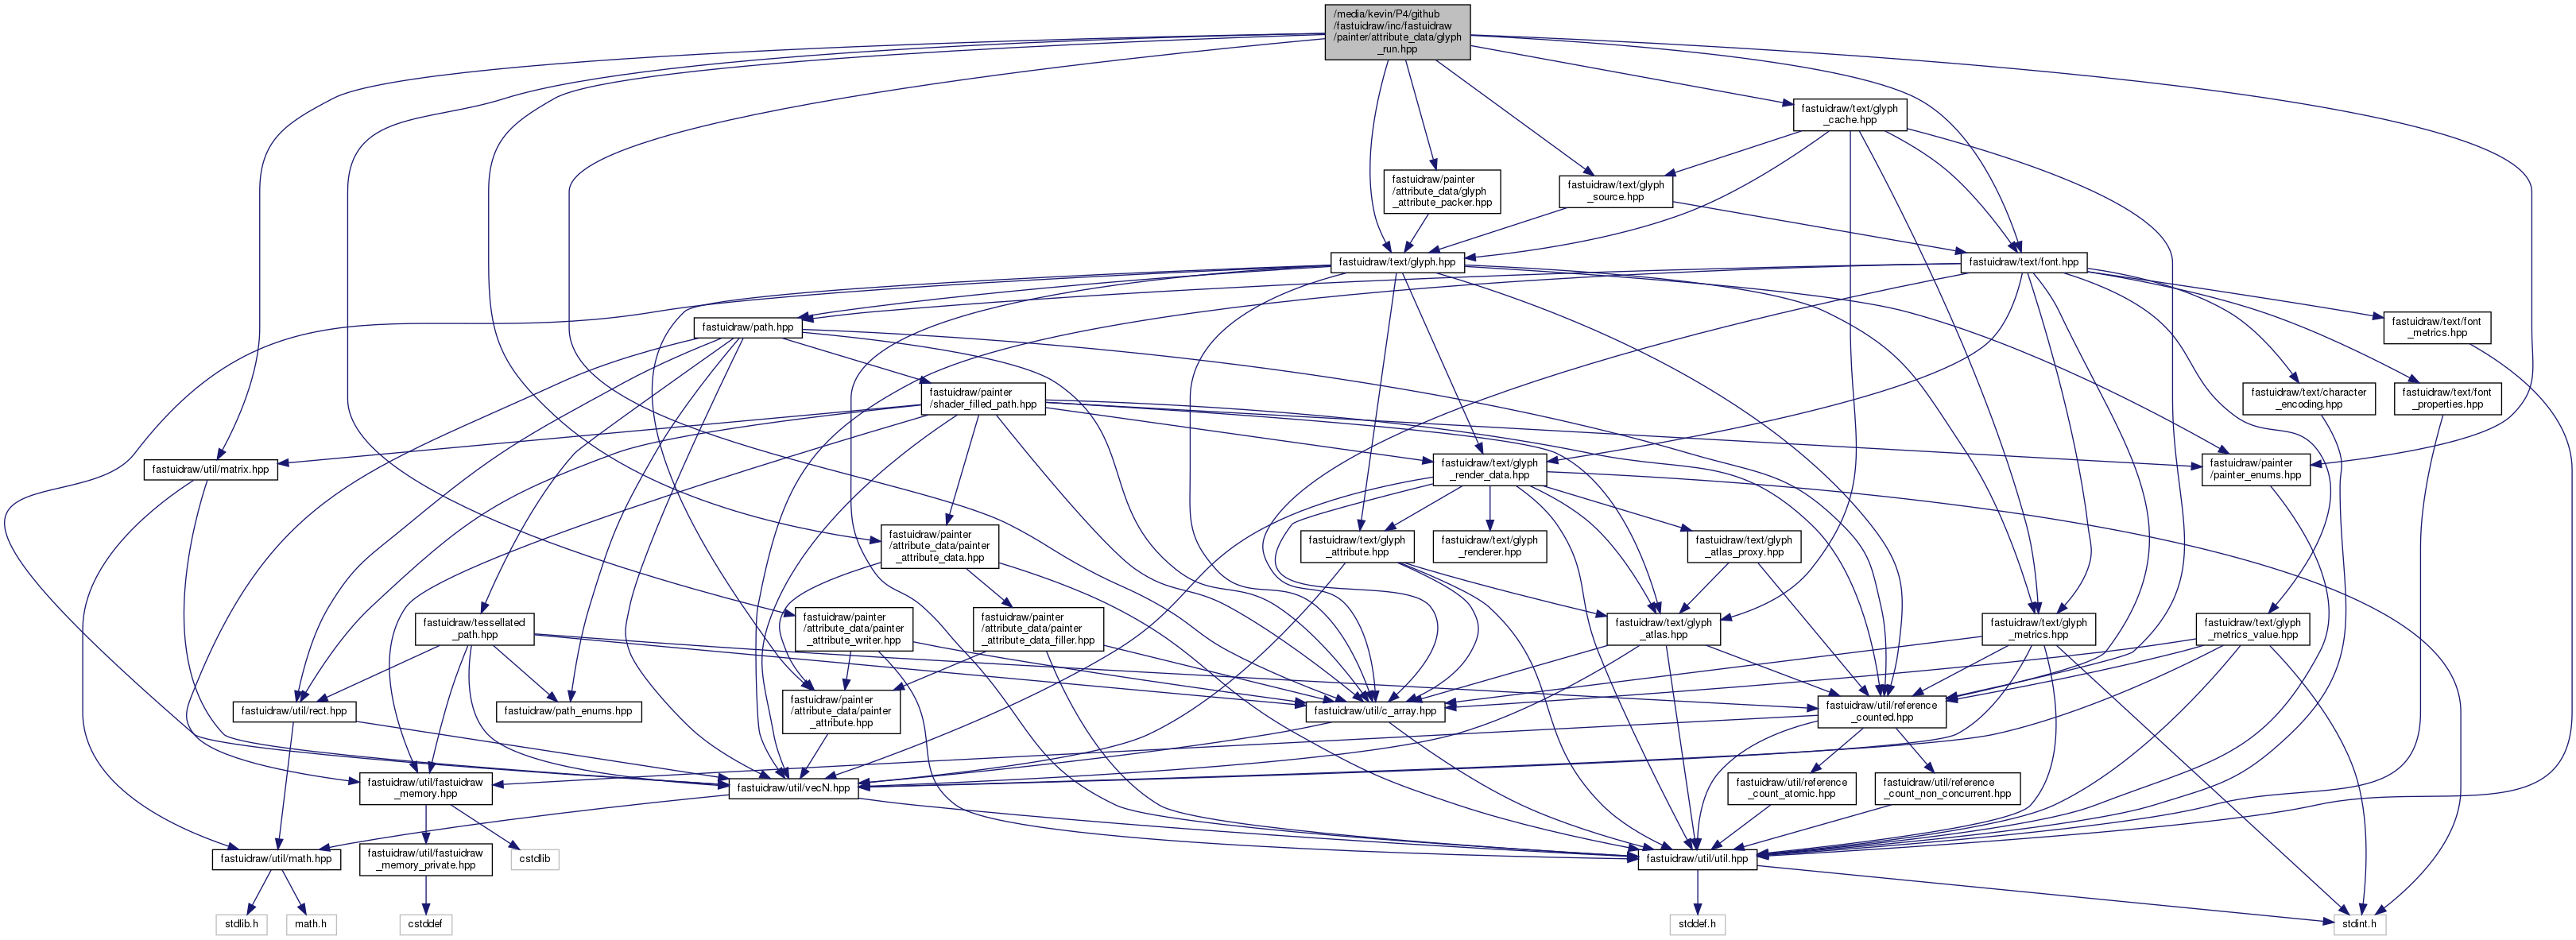 /media/kevin/P4/github
/fastuidraw/inc/fastuidraw
/painter/attribute_data/glyph
_run.hpp
fastuidraw/text/glyph
_cache.hpp
fastuidraw/painter
/attribute_data/glyph
_attribute_packer.hpp
fastuidraw/text/glyph
_source.hpp
fastuidraw/text/glyph.hpp
fastuidraw/text/font.hpp
fastuidraw/path.hpp
fastuidraw/text/font
_metrics.hpp
fastuidraw/painter
/shader_filled_path.hpp
fastuidraw/text/character
_encoding.hpp
fastuidraw/text/font
_properties.hpp
fastuidraw/util/matrix.hpp
fastuidraw/text/glyph
_render_data.hpp
fastuidraw/painter
/painter_enums.hpp
fastuidraw/painter
/attribute_data/painter
_attribute_data.hpp
fastuidraw/text/glyph
_attribute.hpp
fastuidraw/text/glyph
_renderer.hpp
fastuidraw/text/glyph
_atlas_proxy.hpp
fastuidraw/tessellated
_path.hpp
fastuidraw/painter
/attribute_data/painter
_attribute_writer.hpp
fastuidraw/painter
/attribute_data/painter
_attribute_data_filler.hpp
fastuidraw/text/glyph
_atlas.hpp
fastuidraw/text/glyph
_metrics.hpp
fastuidraw/text/glyph
_metrics_value.hpp
fastuidraw/util/rect.hpp
fastuidraw/path_enums.hpp
fastuidraw/painter
/attribute_data/painter
_attribute.hpp
fastuidraw/util/c_array.hpp
fastuidraw/util/reference
_counted.hpp
fastuidraw/util/fastuidraw
_memory.hpp
fastuidraw/util/vecN.hpp
fastuidraw/util/reference
_count_atomic.hpp
fastuidraw/util/reference
_count_non_concurrent.hpp
fastuidraw/util/math.hpp
fastuidraw/util/fastuidraw
_memory_private.hpp
cstdlib
fastuidraw/util/util.hpp
stdlib.h
math.h
cstddef
stddef.h
stdint.h